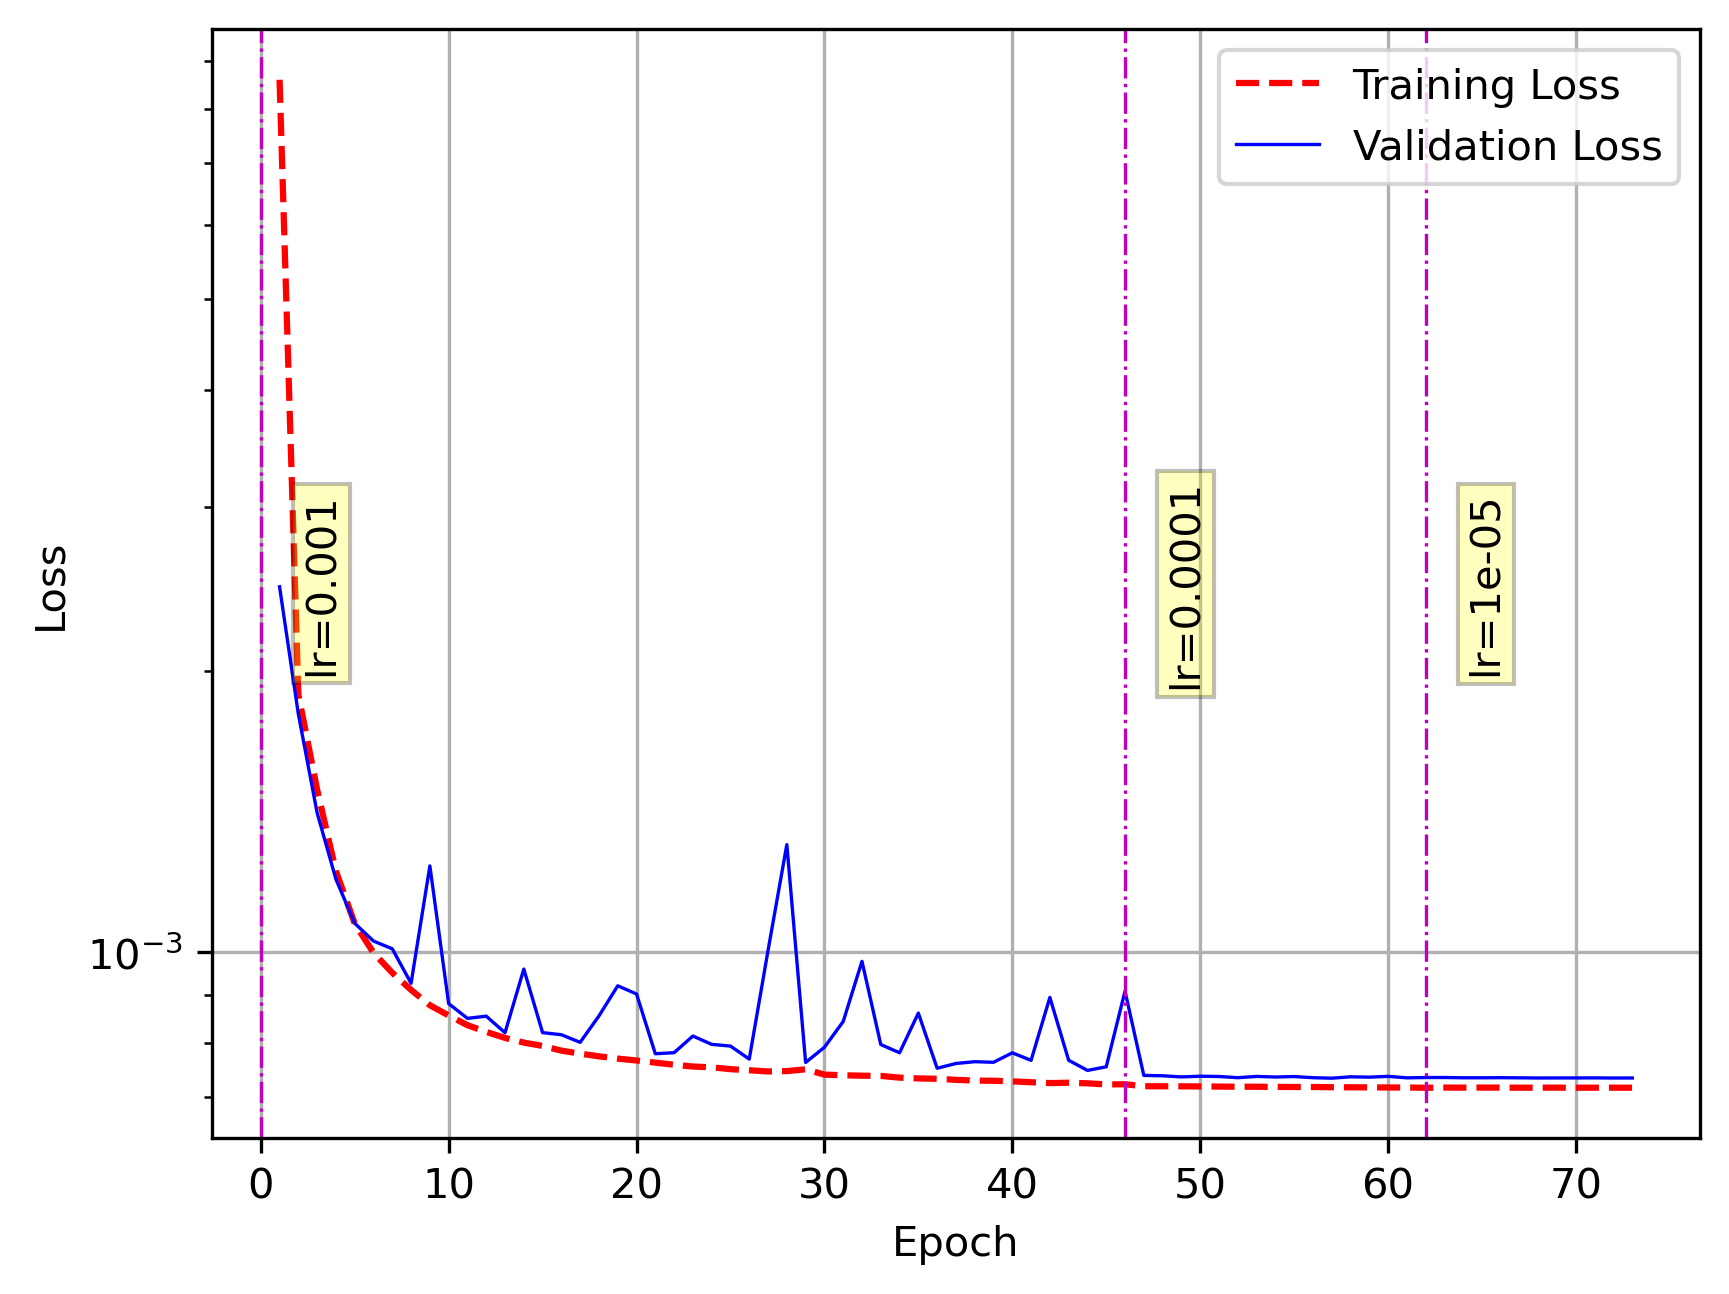 Training Loss
Validation Loss
lr=0.001
lr=0.0001
lr=1e-05
Loss
10⁻³
0 10 20 30 40 50 60 70
Epoch